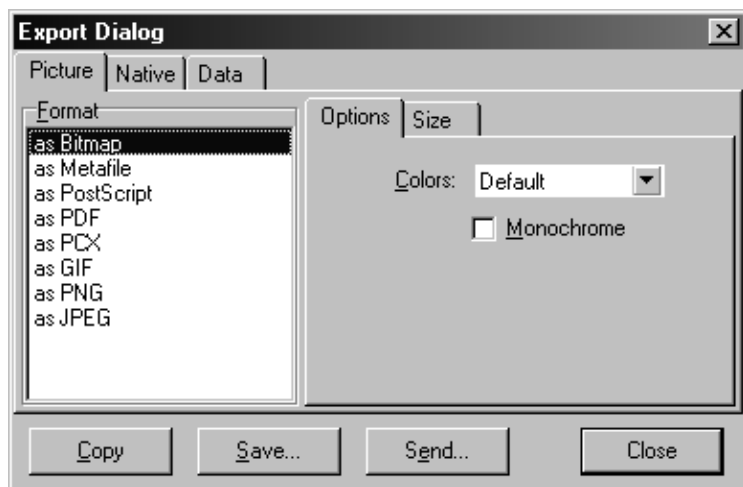 Export Dialog
Picture Native Data
Format
as Bitmap
as Metafile
as PostScript
as PDF
as PCX
as GIF
as PNG
as JPEG
Options Size
Colors: Default
Monochrome
Copy Save... Send... Close